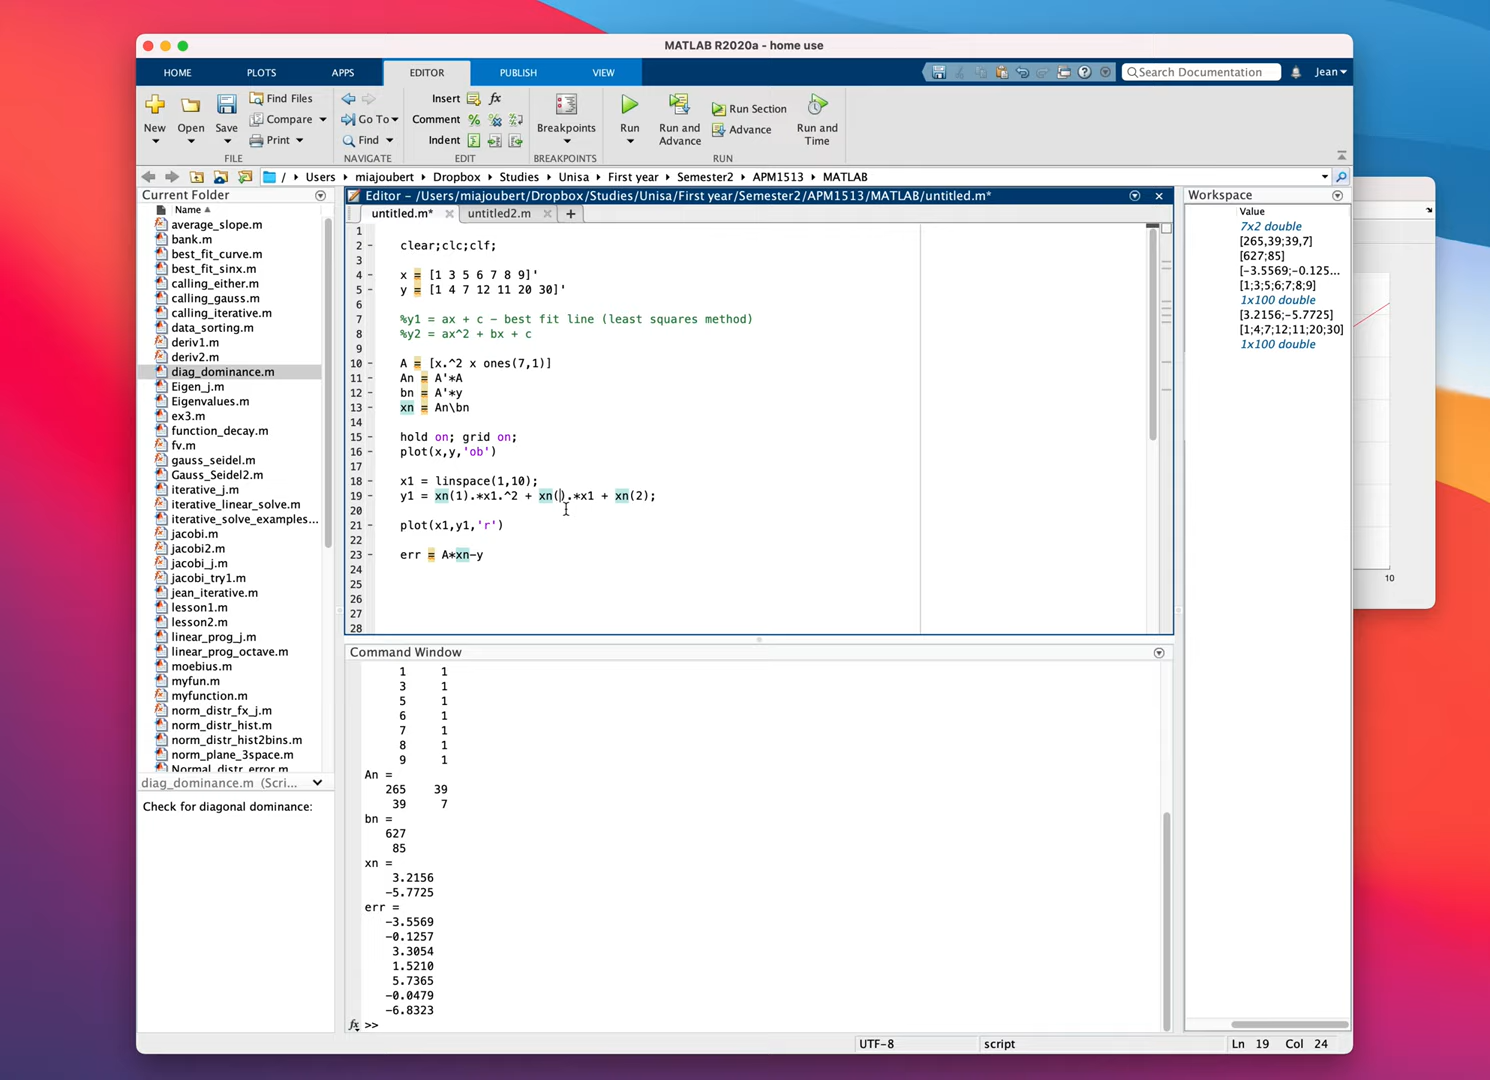 MATLAB R2020a - home use
HOME PLOTS APPS EDITOR PUBLISH VIEW
Search Documentation Jean
New Open Save Find Files Compare Print FILE
Go To Find NAVIGATE
Insert fx Comment Indent EDIT
Breakpoints BREAKPOINTS
Run Run and Advance Run Section Advance Run and Time RUN
/ Users miajoubert Dropbox Studies Unisa First year Semester2 APM1513 MATLAB
Current Folder
Name
average_slope.m
bank.m
best_fit_curve.m
best_fit_sinx.m
calling_either.m
calling_gauss.m
calling_iterative.m
data_sorting.m
deriv1.m
deriv2.m
diag_dominance.m
Eigen_j.m
Eigenvalues.m
ex3.m
function_decay.m
fv.m
gauss_seidel.m
Gauss_Seidel2.m
iterative_j.m
iterative_linear_solve.m
iterative_solve_examples...
jacobi.m
jacobi2.m
jacobi_j.m
jacobi_try1.m
jean_iterative.m
lesson1.m
lesson2.m
linear_prog_j.m
linear_prog_octave.m
moebius.m
myfun.m
myfunction.m
norm_distr_fx_j.m
norm_distr_hist.m
norm_distr_hist2bins.m
norm_plane_3space.m
Normal_distr_error.m
diag_dominance.m (Scri...
Check for diagonal dominance:
Editor - /Users/miajoubert/Dropbox/Studies/Unisa/First year/Semester2/APM1513/MATLAB/untitled.m*
untitled.m* untitled2.m +
1
2 - clear;clc;clf;
3
4 - x = [1 3 5 6 7 8 9]'
5 - y = [1 4 7 12 11 20 30]'
6
7 %y1 = ax + c - best fit line (least squares method)
8 %y2 = ax^2 + bx + c
9
10 - A = [x.^2 x ones(7,1)]
11 - An = A'*A
12 - bn = A'*y
13 - xn = An\bn
14
15 - hold on; grid on;
16 - plot(x,y,'ob')
17
18 - x1 = linspace(1,10);
19 - y1 = xn(1).*x1.^2 + xn().*x1 + xn(2);
20
21 - plot(x1,y1,'r')
22
23 - err = A*xn-y
24
25
26
27
28
Command Window
1 1
3 1
5 1
6 1
7 1
8 1
9 1
An =
265 39
39 7
bn =
627
85
xn =
3.2156
-5.7725
err =
-3.5569
-0.1257
3.3054
1.5210
5.7365
-0.0479
-6.8323
fx >>
Workspace
Value
7x2 double
[265,39;39,7]
[627;85]
[-3.5569;-0.125...
[1;3;5;6;7;8;9]
1x100 double
[3.2156;-5.7725]
[1;4;7;12;11;20;30]
1x100 double
10
UTF-8 script Ln 19 Col 24